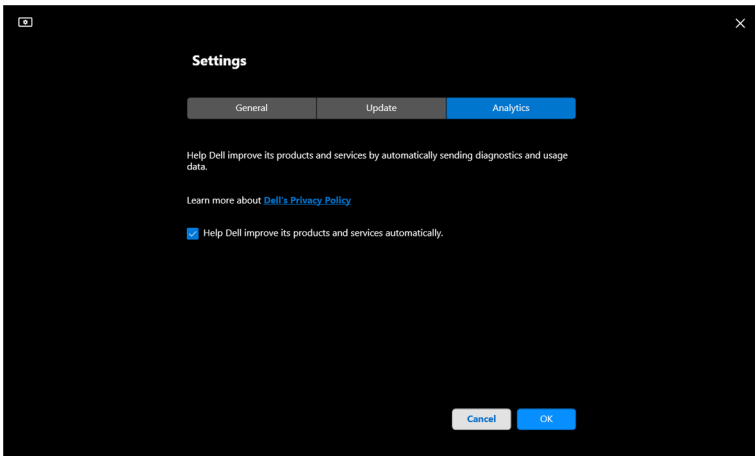 Settings
General Update Analytics
Help Dell improve its products and services by automatically sending diagnostics and usage
data.
Learn more about Dell's Privacy Policy
Help Dell improve its products and services automatically.
Cancel OK